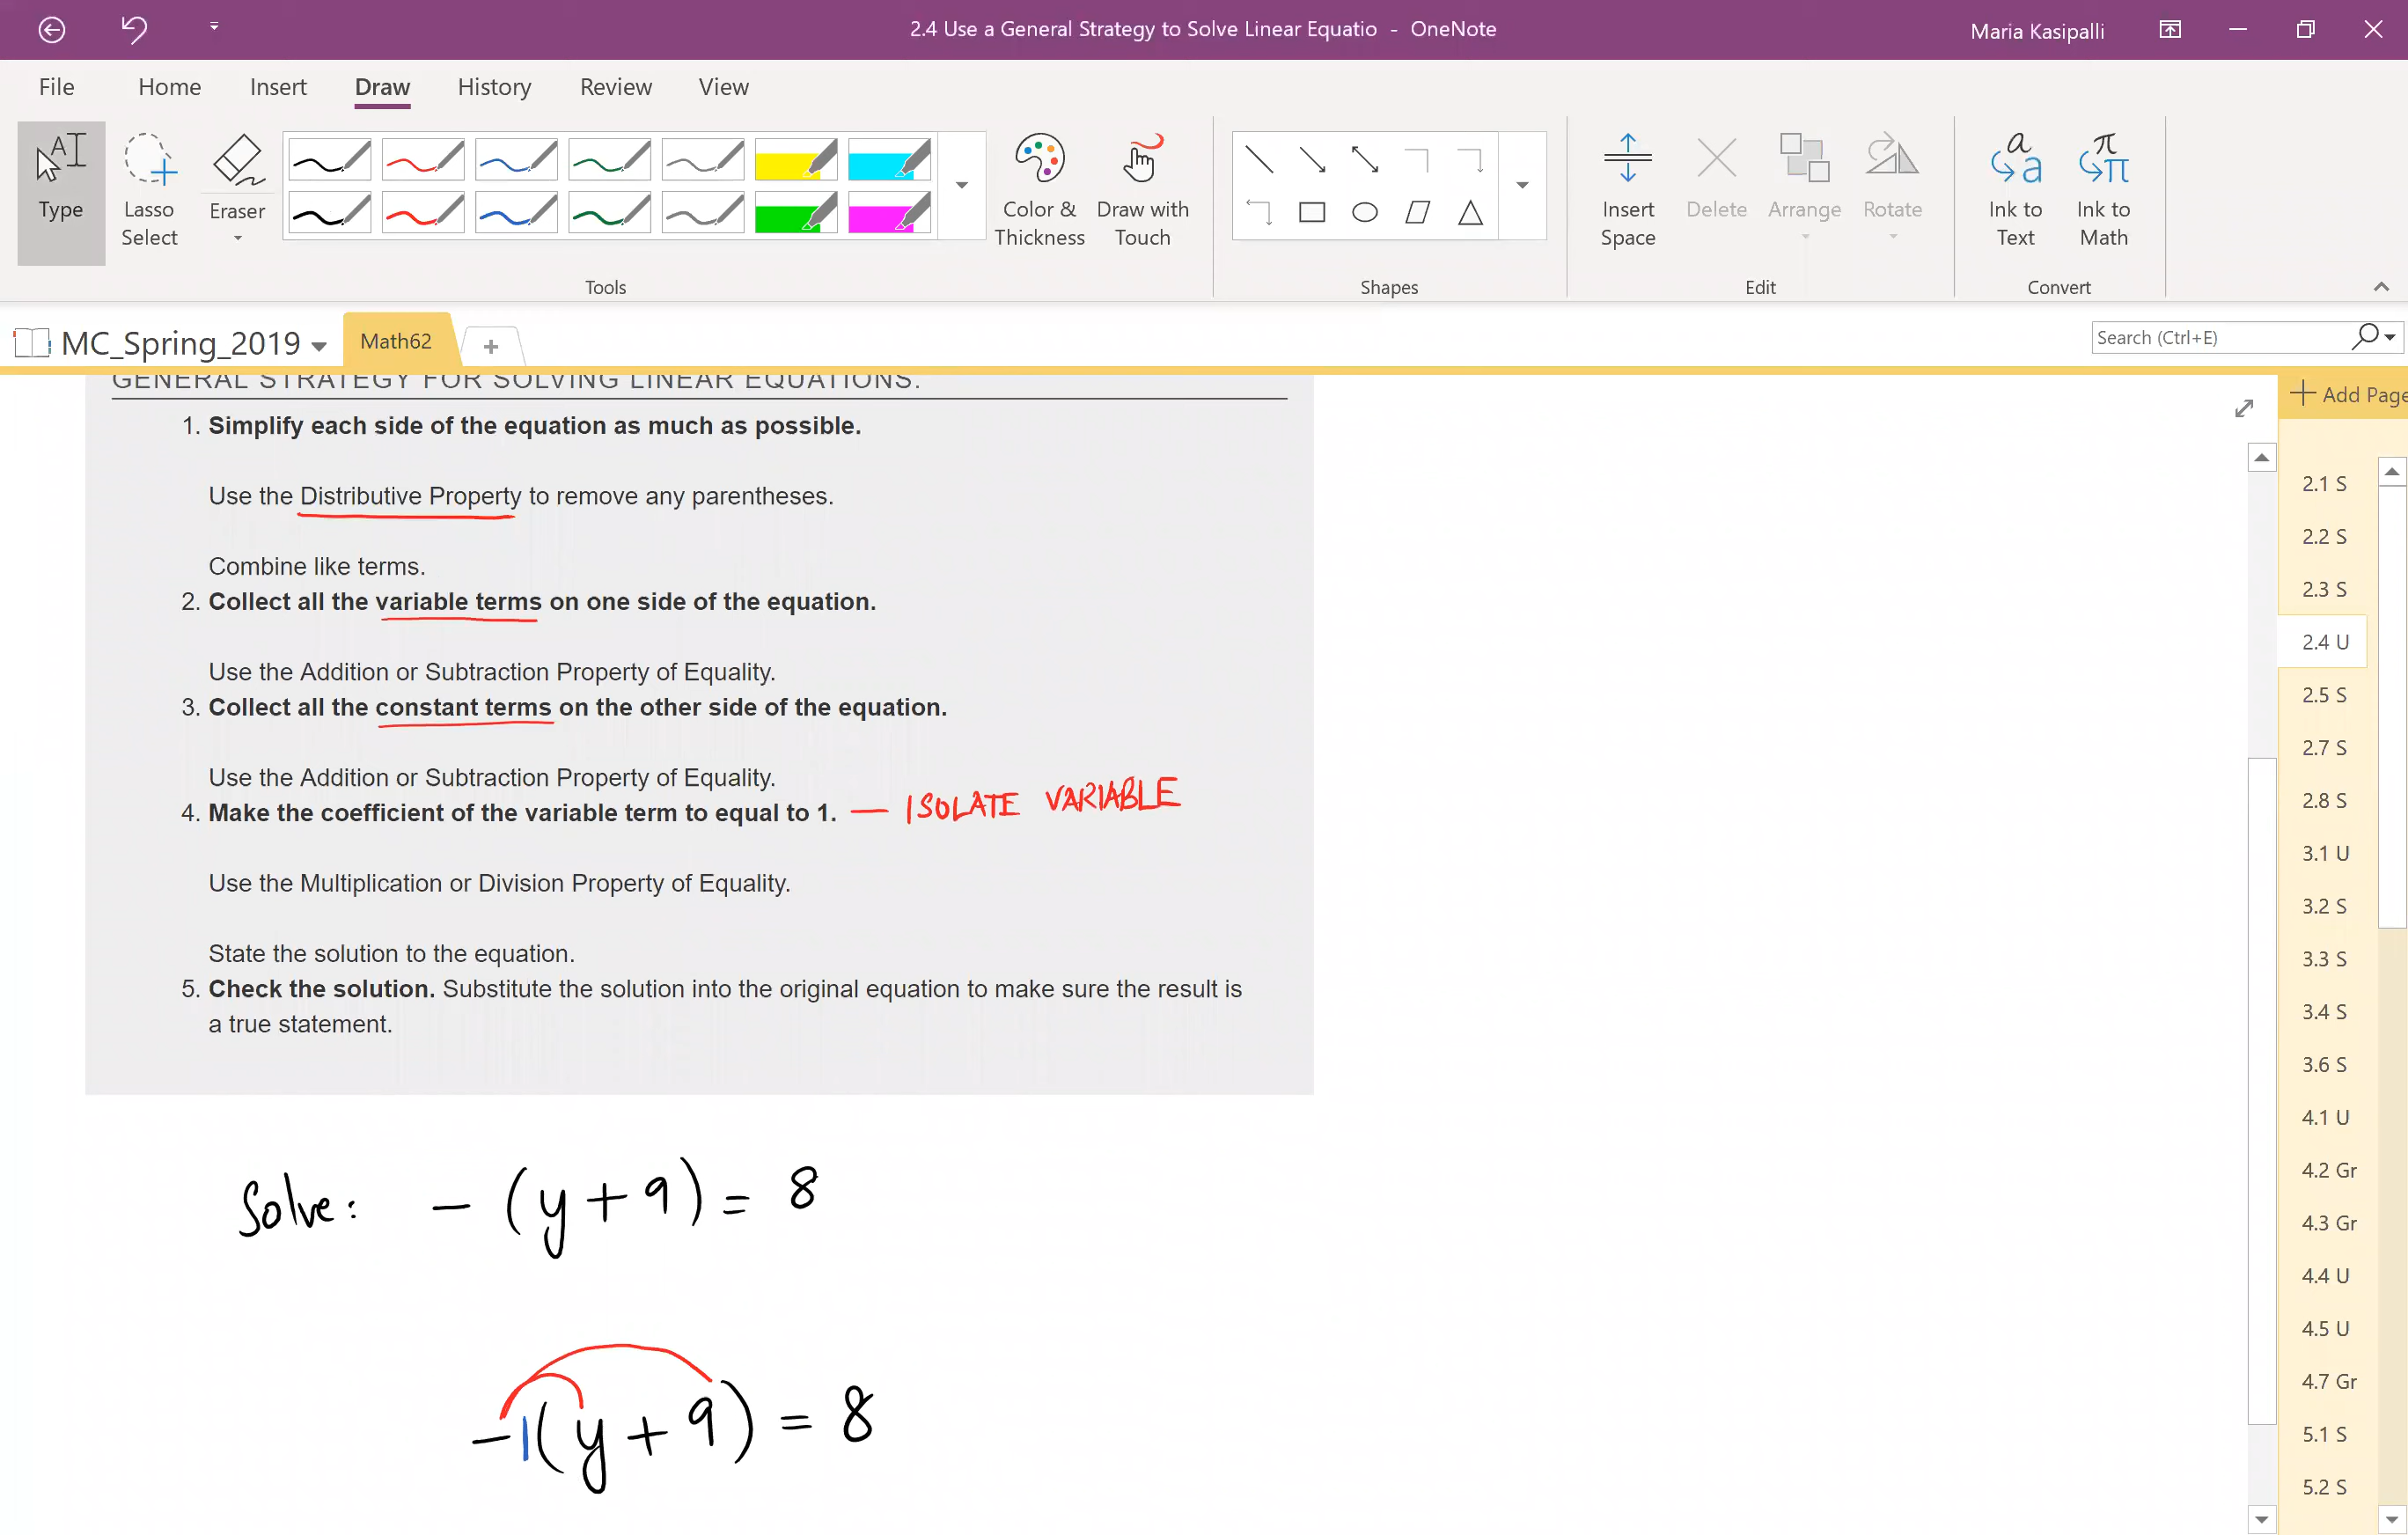 2.4 Use a General Strategy to Solve Linear Equatio - OneNote
Maria Kasipalli
File Home Insert Draw History Review View
Type
Lasso Select
Eraser
Color & Thickness
Draw with Touch
Insert Space
Delete
Arrange
Rotate
Ink to Text
Ink to Math
Tools
Shapes
Edit
Convert
MC_Spring_2019
Math62
Search (Ctrl+E)
Add Page
GENERAL STRATEGY FOR SOLVING LINEAR EQUATIONS.
1. Simplify each side of the equation as much as possible.
Use the Distributive Property to remove any parentheses.
Combine like terms.
2. Collect all the variable terms on one side of the equation.
Use the Addition or Subtraction Property of Equality.
3. Collect all the constant terms on the other side of the equation.
Use the Addition or Subtraction Property of Equality.
4. Make the coefficient of the variable term to equal to 1. — ISOLATE VARIABLE
Use the Multiplication or Division Property of Equality.
State the solution to the equation.
5. Check the solution. Substitute the solution into the original equation to make sure the result is
a true statement.
Solve: - (y + 9) = 8
-1(y + 9) = 8
2.1 S
2.2 S
2.3 S
2.4 U
2.5 S
2.7 S
2.8 S
3.1 U
3.2 S
3.3 S
3.4 S
3.6 S
4.1 U
4.2 Gr
4.3 Gr
4.4 U
4.5 U
4.7 Gr
5.1 S
5.2 S